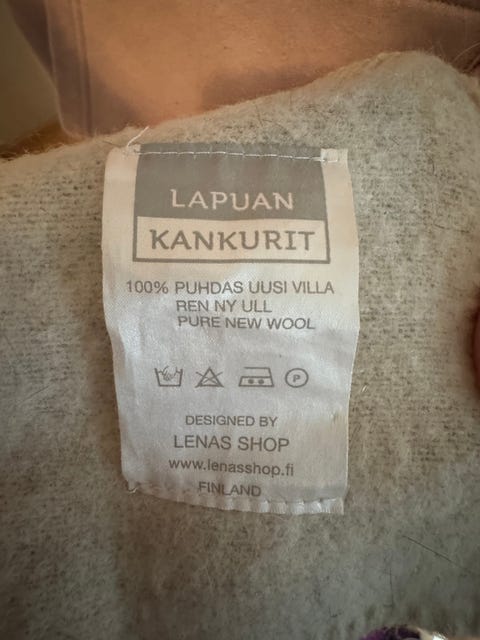 LAPUAN
KANKURIT
100% PUHDAS UUSI VILLA
REN NY ULL
PURE NEW WOOL
P
DESIGNED BY
LENAS SHOP
www.lenasshop.fi
FINLAND